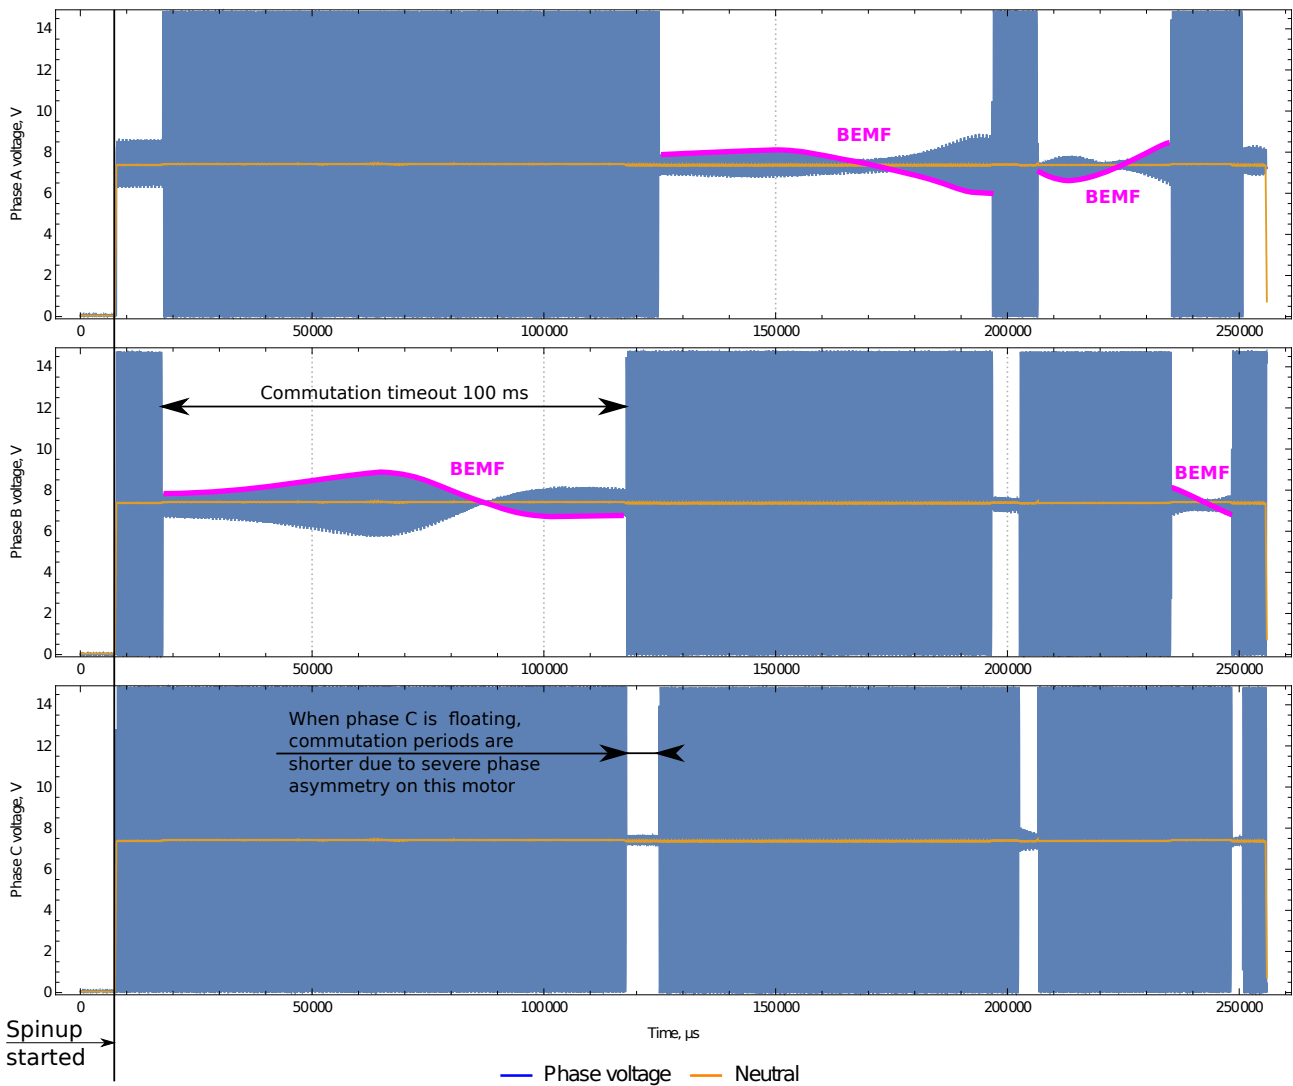 14
12
10
8
6
4
2
0
Phase A voltage, V
BEMF
BEMF
0
50000
100000
150000
200000
250000
14
12
10
8
6
4
2
0
Phase B voltage, V
Commutation timeout 100 ms
BEMF
BEMF
0
50000
100000
150000
200000
250000
14
12
10
8
6
4
2
0
Phase C voltage, V
When phase C is floating,
commutation periods are
shorter due to severe phase
asymmetry on this motor
0
50000
100000
150000
200000
250000
Time, µs
Spinup
started
Phase voltage
Neutral